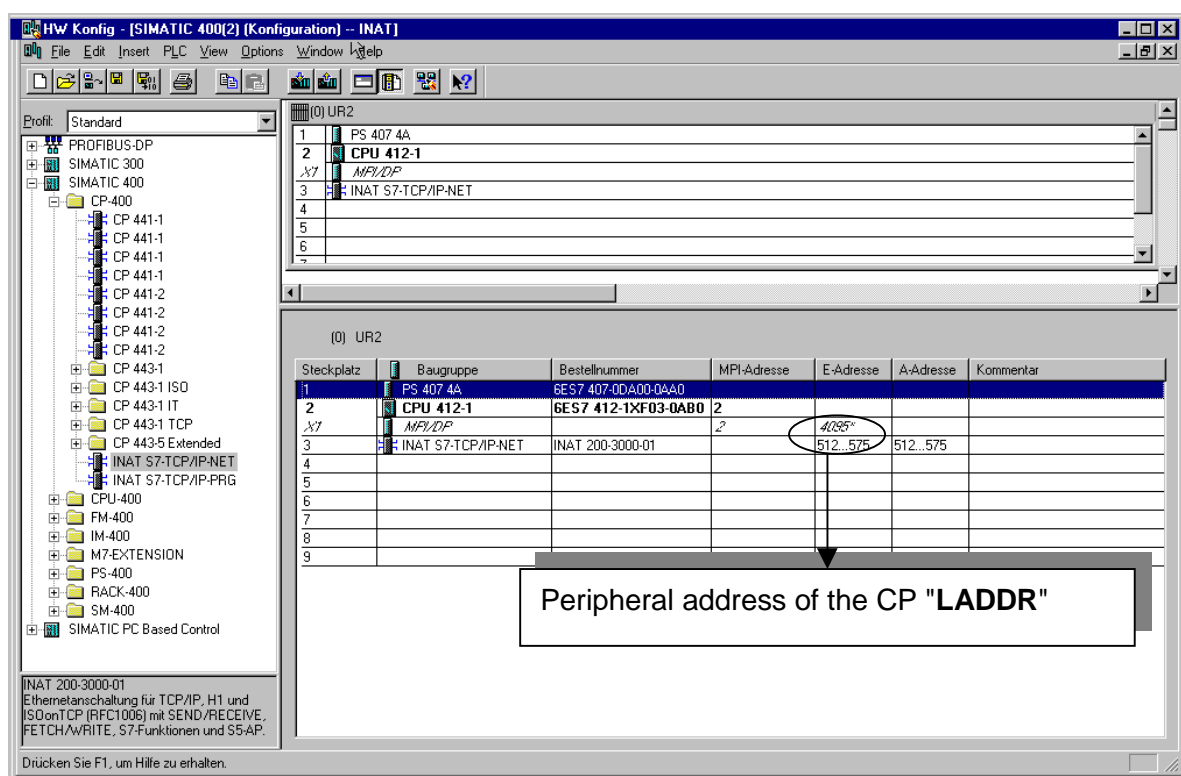 HW Konfig - [SIMATIC 400(2) (Konfiguration) -- INAT]
File Edit Insert PLC View Options Window Help
Profil: Standard
PROFIBUS-DP
SIMATIC 300
SIMATIC 400
CP-400
CP 441-1
CP 441-1
CP 441-1
CP 441-1
CP 441-2
CP 441-2
CP 441-2
CP 441-2
CP 443-1
CP 443-1 ISO
CP 443-1 IT
CP 443-1 TCP
CP 443-5 Extended
INAT S7-TCP/IP-NET
INAT S7-TCP/IP-PRG
CPU-400
FM-400
IM-400
M7-EXTENSION
PS-400
RACK-400
SM-400
SIMATIC PC Based Control
INAT 200-3000-01
Ethernetanschaltung für TCP/IP, H1 und
ISOonTCP (RFC1006) mit SEND/RECEIVE,
FETCH/WRITE, S7-Funktionen und S5-AP.
(0) UR2
1 PS 407 4A
2 CPU 412-1
X1 MPI/DP
3 INAT S7-TCP/IP-NET
4
5
6
7
(0) UR2
Steckplatz Baugruppe Bestellnummer MPI-Adresse E-Adresse A-Adresse Kommentar
1 PS 407 4A 6ES7 407-0DA00-0AA0
2 CPU 412-1 6ES7 412-1XF03-0AB0 2
X1 MPI/DP 2 4095*
3 INAT S7-TCP/IP-NET INAT 200-3000-01 512...575 512...575
4
5
6
7
8
9
Peripheral address of the CP "LADDR"
Drücken Sie F1, um Hilfe zu erhalten.